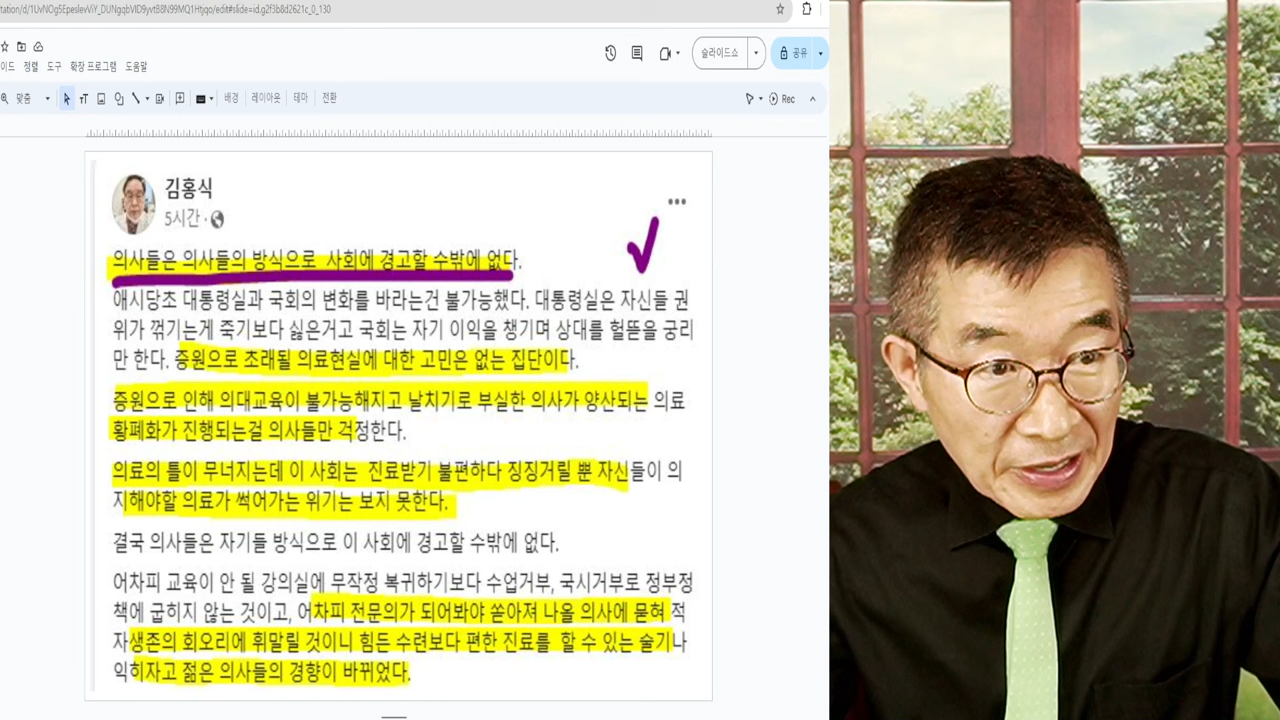 tation/d/1UvNOg5EpeslevViY_DUNgqbVlD9yvtB8N99MQ1Htjqo/edit#slide=id.g2f3b8d2621c_0_130
슬라이드쇼
공유
이드 정렬 도구 확장 프로그램 도움말
맞춤
배경
레이아웃
테마
전환
Rec
김홍식
5시간
의사들은 의사들의 방식으로 사회에 경고할 수밖에 없다.
애시당초 대통령실과 국회의 변화를 바라는건 불가능했다. 대통령실은 자신들 권
위가 꺾기는게 죽기보다 싫은거고 국회는 자기 이익을 챙기며 상대를 헐뜯을 궁리
만 한다. 증원으로 초래될 의료현실에 대한 고민은 없는 집단이다.
증원으로 인해 의대교육이 불가능해지고 날치기로 부실한 의사가 양산되는 의료
황폐화가 진행되는걸 의사들만 걱정한다.
의료의 틀이 무너지는데 이 사회는 진료받기 불편하다 징징거릴 뿐 자신들이 의
지해야할 의료가 썩어가는 위기는 보지 못한다.
결국 의사들은 자기들 방식으로 이 사회에 경고할 수밖에 없다.
어차피 교육이 안 될 강의실에 무작정 복귀하기보다 수업거부, 국시거부로 정부정
책에 굽히지 않는 것이고, 어차피 전문의가 되어봐야 쏟아져 나올 의사에 묻혀 적
자생존의 회오리에 휘말릴 것이니 힘든 수련보다 편한 진료를 할 수 있는 술기나
익히자고 젊은 의사들의 경향이 바뀌었다.